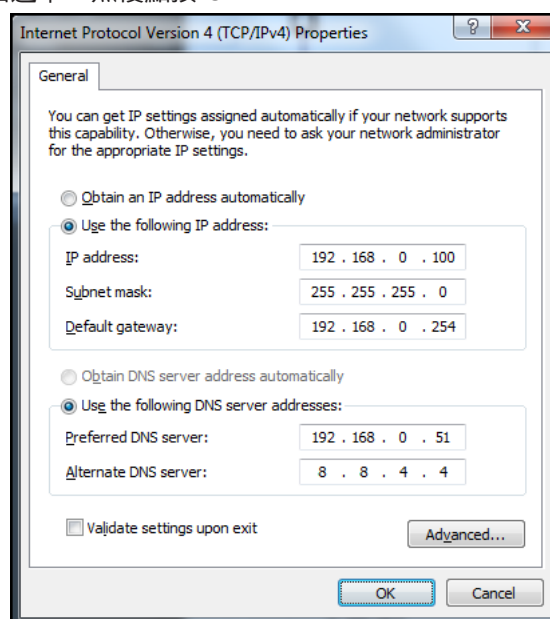 Internet Protocol Version 4 (TCP/IPv4) Properties
General
You can get IP settings assigned automatically if your network supports
this capability. Otherwise, you need to ask your network administrator
for the appropriate IP settings.
Obtain an IP address automatically
Use the following IP address:
IP address: 192 . 168 . 0 . 100
Subnet mask: 255 . 255 . 255 . 0
Default gateway: 192 . 168 . 0 . 254
Obtain DNS server address automatically
Use the following DNS server addresses:
Preferred DNS server: 192 . 168 . 0 . 51
Alternate DNS server: 8 . 8 . 4 . 4
Validate settings upon exit
Advanced...
OK Cancel